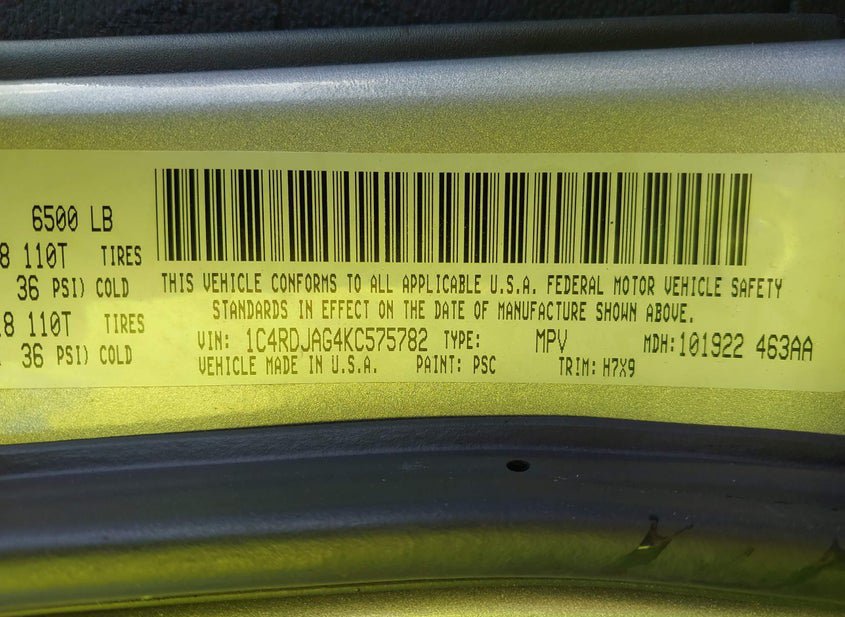 6500 LB
8 110T TIRES
36 PSI) COLD
8 110T TIRES
36 PSI) COLD
THIS VEHICLE CONFORMS TO ALL APPLICABLE U.S.A. FEDERAL MOTOR VEHICLE SAFETY
STANDARDS IN EFFECT ON THE DATE OF MANUFACTURE SHOWN ABOVE.
VIN: 1C4RDJAG4KC575782 TYPE: MPV MDH:101922 463AA
VEHICLE MADE IN U.S.A. PAINT: PSC TRIM: H7X9